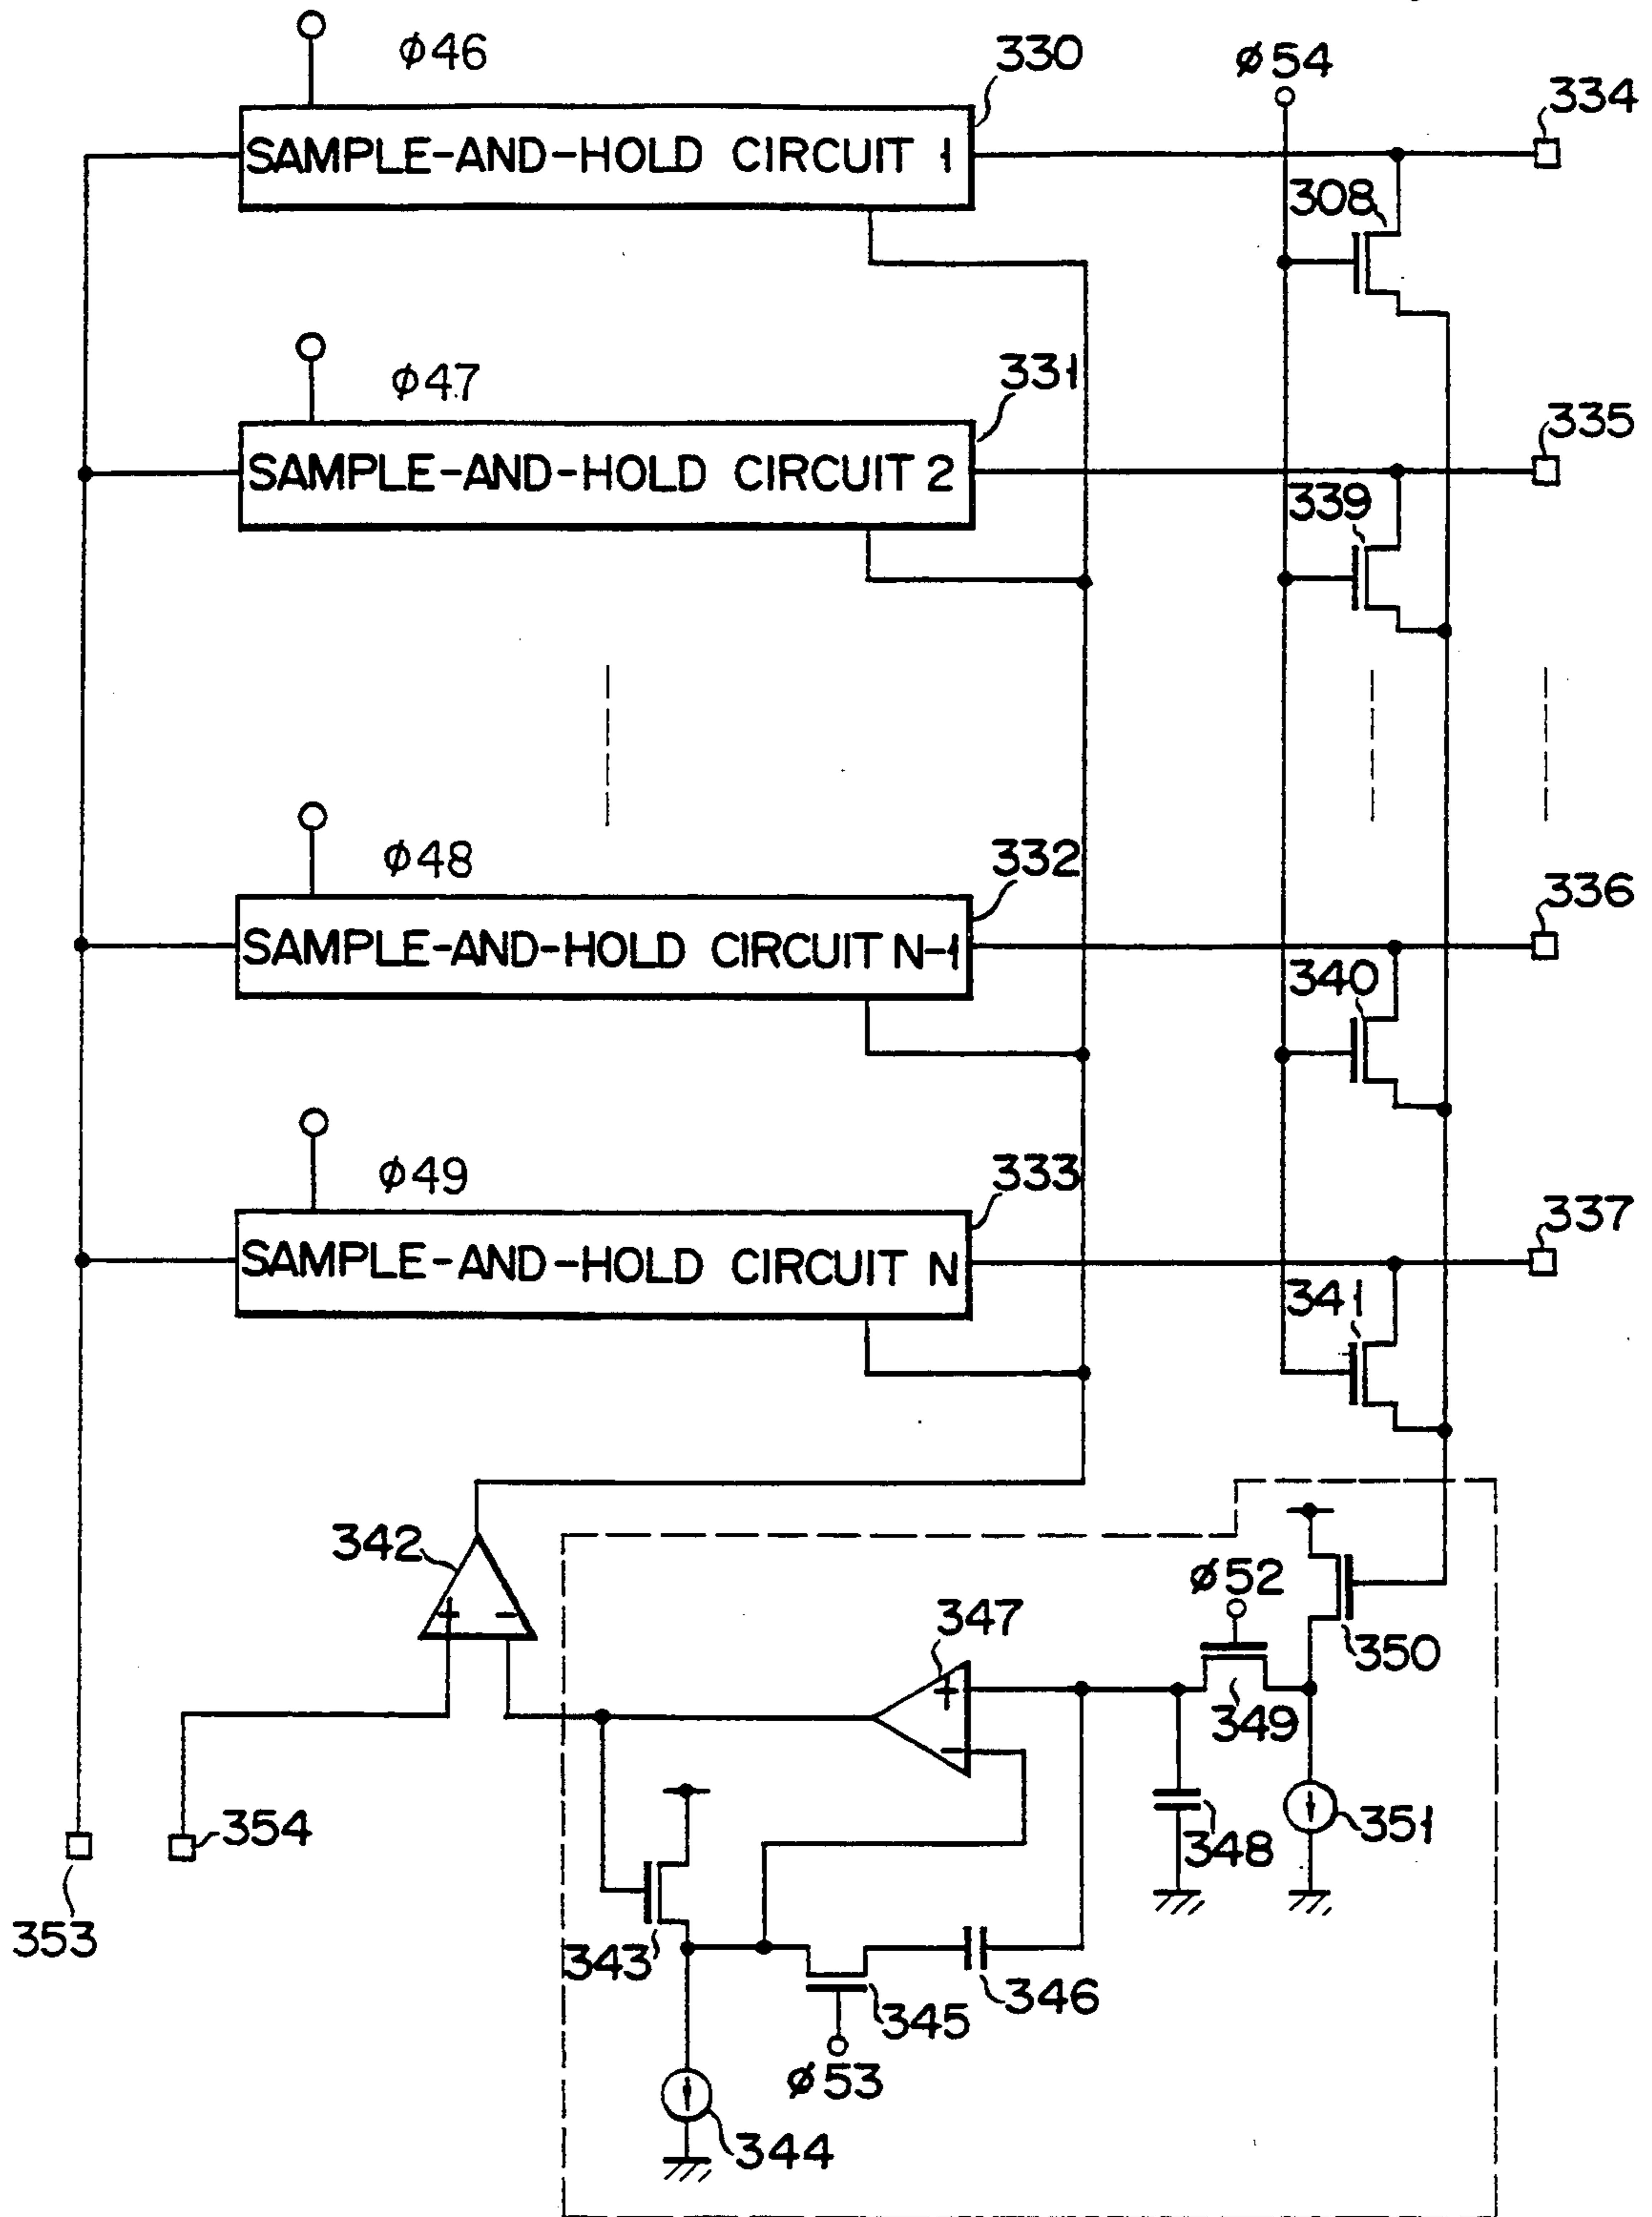 ϕ46
330
ϕ54
334
SAMPLE-AND-HOLD CIRCUIT 1
308
ϕ47
331
335
SAMPLE-AND-HOLD CIRCUIT 2
339
ϕ48
332
336
SAMPLE-AND-HOLD CIRCUIT N-1
340
ϕ49
333
337
SAMPLE-AND-HOLD CIRCUIT N
341
342
ϕ52
+ -
347
350
+
349
-
354
348
351
353
343
346
345
ϕ53
344